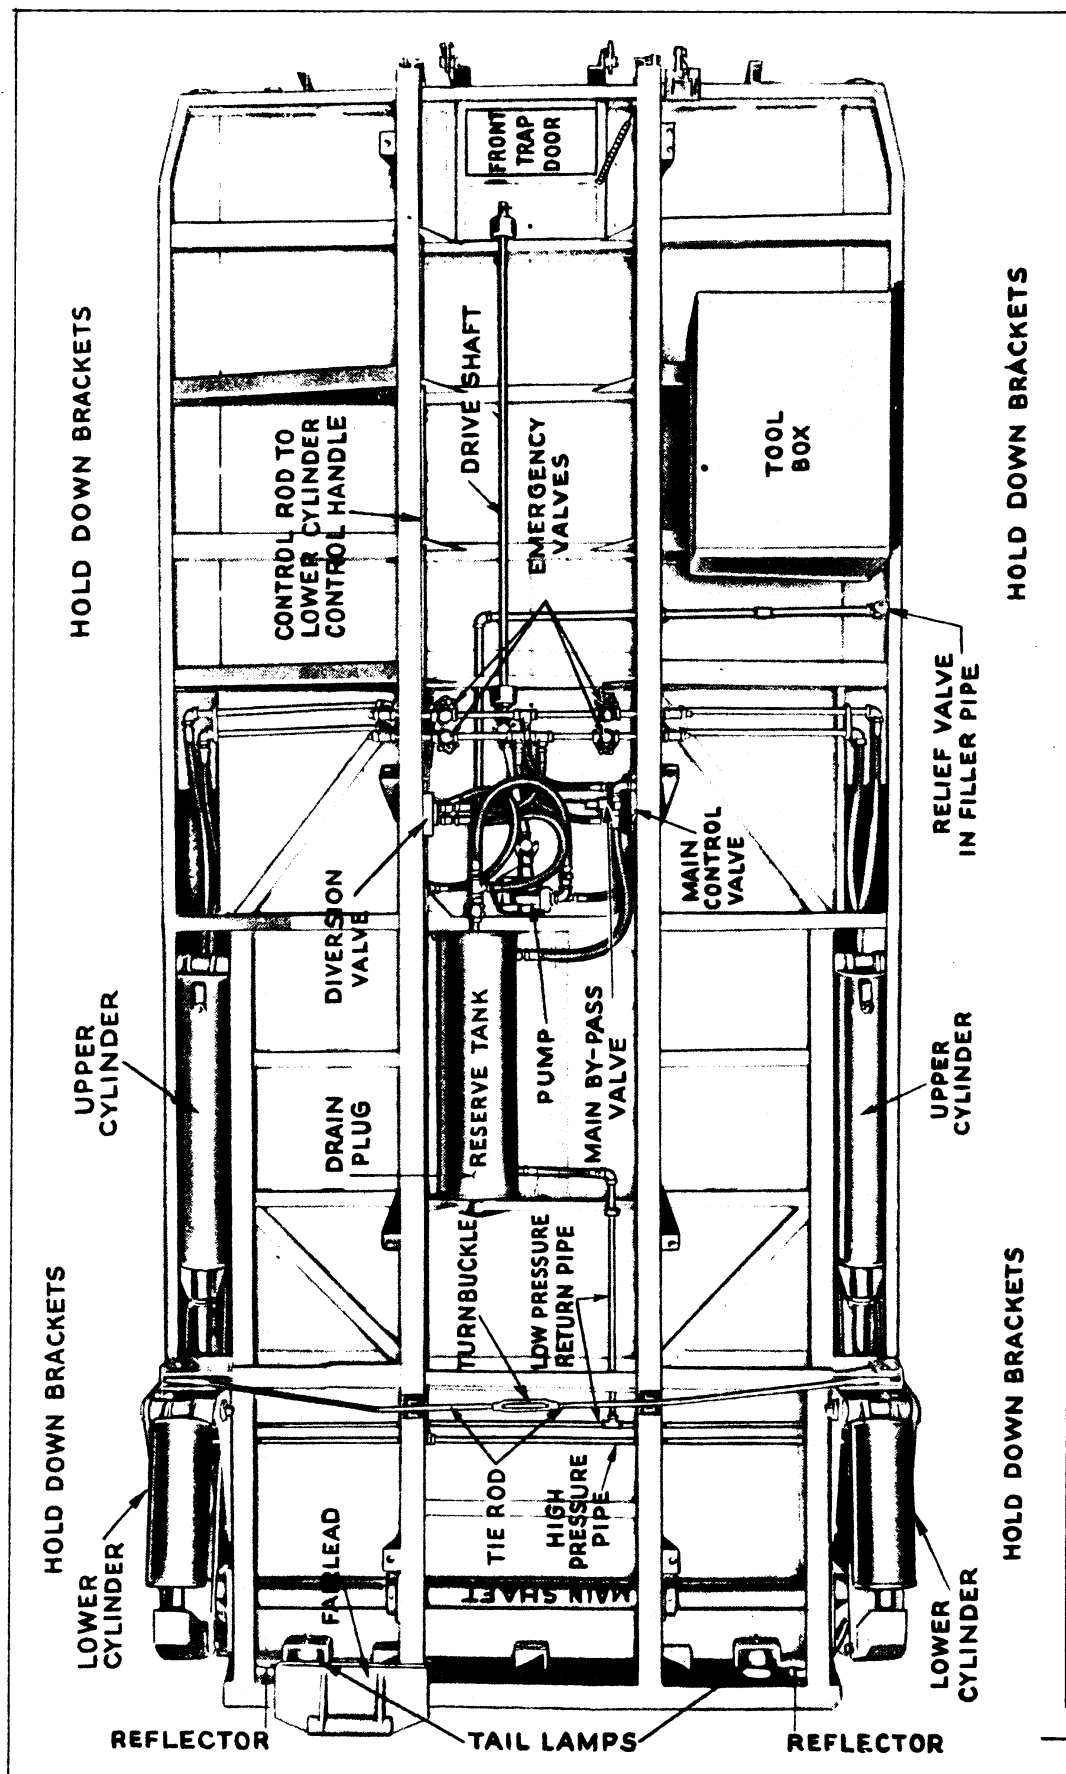 FRONT
TRAP
DOOR
HOLD DOWN BRACKETS
HOLD DOWN BRACKETS
CONTROL ROD TO
LOWER CYLINDER
CONTROL HANDLE
DRIVE SHAFT
EMERGENCY
VALVES
TOOL
BOX
RELIEF VALVE
IN FILLER PIPE
DIVERSION
VALVE
MAIN
CONTROL
VALVE
UPPER
CYLINDER
DRAIN
PLUG
RESERVE TANK
PUMP
MAIN BY-PASS
VALVE
UPPER
CYLINDER
HOLD DOWN BRACKETS
TURNBUCKLE
LOW PRESSURE
RETURN PIPE
HOLD DOWN BRACKETS
LOWER
CYLINDER
FAIRLEAD
TIE ROD
HIGH
PRESSURE
PIPE
MAIN SHAFT
LOWER
CYLINDER
REFLECTOR
TAIL LAMPS
REFLECTOR